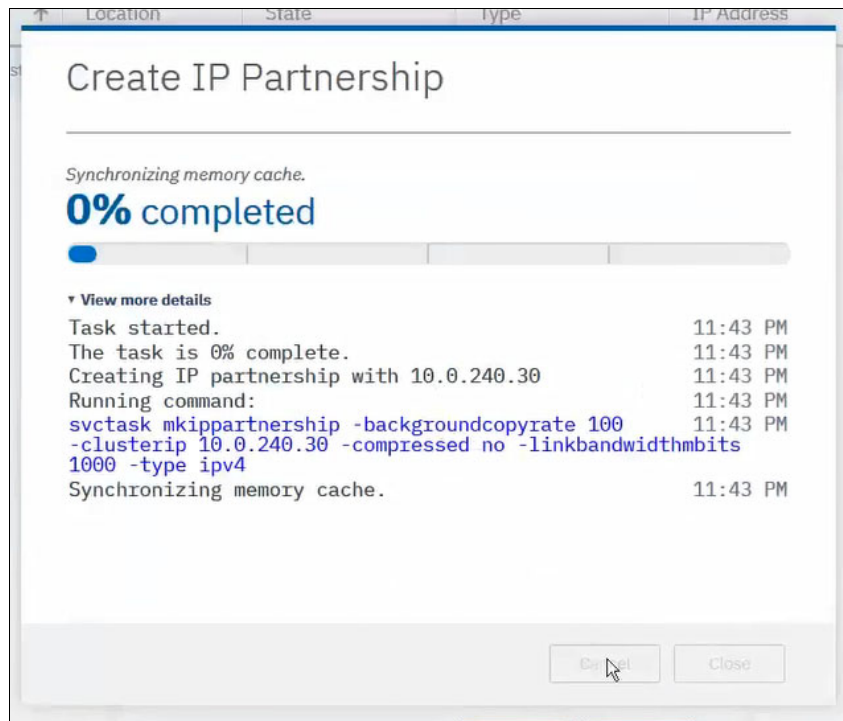 Location State Type IP Address
st
Create IP Partnership
Synchronizing memory cache.
0% completed
▼ View more details
Task started. 11:43 PM
The task is 0% complete. 11:43 PM
Creating IP partnership with 10.0.240.30 11:43 PM
Running command: 11:43 PM
svctask mkippartnership -backgroundcopyrate 100 11:43 PM
-clusterip 10.0.240.30 -compressed no -linkbandwidthmbits
1000 -type ipv4
Synchronizing memory cache. 11:43 PM
Cancel Close